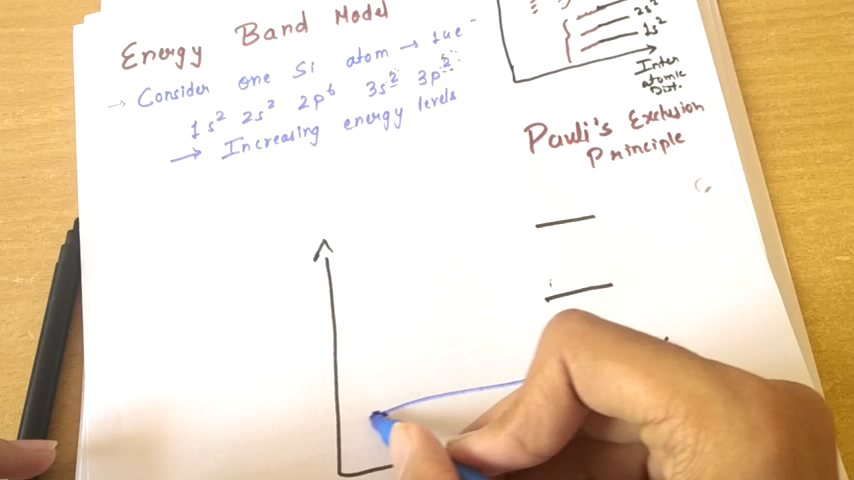 Energy Band Model
→ Consider one Si atom → 14e⁻
1s² 2s² 2p⁶ 3s² 3p²
→ Increasing energy levels
2s²
1s²
Inter
atomic
Dist.
Pauli's Exclusion
Principle